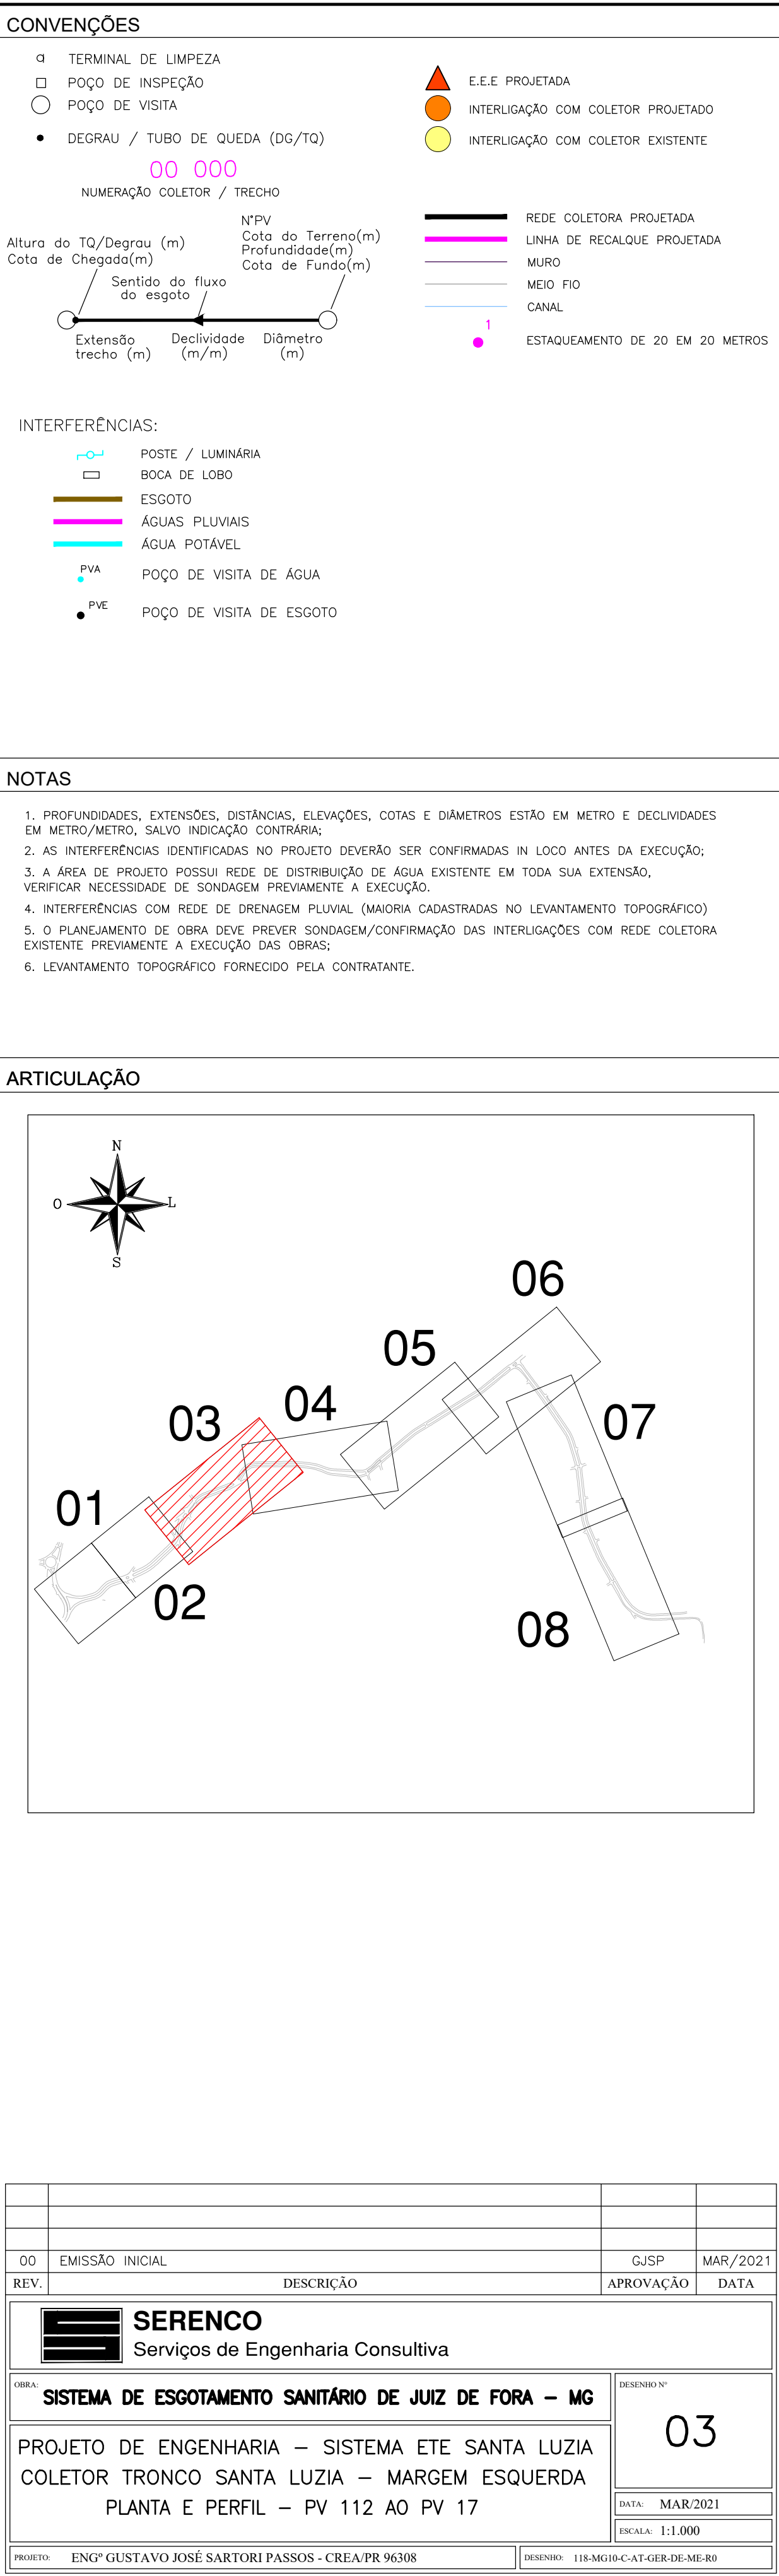 CONVENÇÕES
TERMINAL DE LIMPEZA
POÇO DE INSPEÇÃO
POÇO DE VISITA
DEGRAU / TUBO DE QUEDA (DG/TQ)
00 000
NUMERAÇÃO COLETOR / TRECHO
E.E.E PROJETADA
INTERLIGAÇÃO COM COLETOR PROJETADO
INTERLIGAÇÃO COM COLETOR EXISTENTE
Altura do TQ/Degrau (m)
Cota de Chegada(m)
Sentido do fluxo
do esgoto
N°PV
Cota do Terreno(m)
Profundidade(m)
Cota de Fundo(m)
Extensão
trecho (m)
Declividade
(m/m)
Diâmetro
(m)
REDE COLETORA PROJETADA
LINHA DE RECALQUE PROJETADA
MURO
MEIO FIO
CANAL
1
ESTAQUEAMENTO DE 20 EM 20 METROS
INTERFERÊNCIAS:
POSTE / LUMINÁRIA
BOCA DE LOBO
ESGOTO
ÁGUAS PLUVIAIS
ÁGUA POTÁVEL
PVA
POÇO DE VISITA DE ÁGUA
PVE
POÇO DE VISITA DE ESGOTO
NOTAS
1. PROFUNDIDADES, EXTENSÕES, DISTÂNCIAS, ELEVAÇÕES, COTAS E DIÂMETROS ESTÃO EM METRO E DECLIVIDADES
EM METRO/METRO, SALVO INDICAÇÃO CONTRÁRIA;
2. AS INTERFERÊNCIAS IDENTIFICADAS NO PROJETO DEVERÃO SER CONFIRMADAS IN LOCO ANTES DA EXECUÇÃO;
3. A ÁREA DE PROJETO POSSUI REDE DE DISTRIBUIÇÃO DE ÁGUA EXISTENTE EM TODA SUA EXTENSÃO,
VERIFICAR NECESSIDADE DE SONDAGEM PREVIAMENTE A EXECUÇÃO.
4. INTERFERÊNCIAS COM REDE DE DRENAGEM PLUVIAL (MAIORIA CADASTRADAS NO LEVANTAMENTO TOPOGRÁFICO)
5. O PLANEJAMENTO DE OBRA DEVE PREVER SONDAGEM/CONFIRMAÇÃO DAS INTERLIGAÇÕES COM REDE COLETORA
EXISTENTE PREVIAMENTE A EXECUÇÃO DAS OBRAS;
6. LEVANTAMENTO TOPOGRÁFICO FORNECIDO PELA CONTRATANTE.
ARTICULAÇÃO
N
O
L
S
06
05
04
03
07
01
02
08
00 EMISSÃO INICIAL GJSP MAR/2021
REV. DESCRIÇÃO APROVAÇÃO DATA
SERENCO
Serviços de Engenharia Consultiva
OBRA:
SISTEMA DE ESGOTAMENTO SANITÁRIO DE JUIZ DE FORA – MG
DESENHO Nº
03
PROJETO DE ENGENHARIA – SISTEMA ETE SANTA LUZIA
COLETOR TRONCO SANTA LUZIA – MARGEM ESQUERDA
PLANTA E PERFIL – PV 112 AO PV 17
DATA: MAR/2021
ESCALA: 1:1.000
PROJETO: ENGº GUSTAVO JOSÉ SARTORI PASSOS - CREA/PR 96308
DESENHO: 118-MG10-C-AT-GER-DE-ME-R0